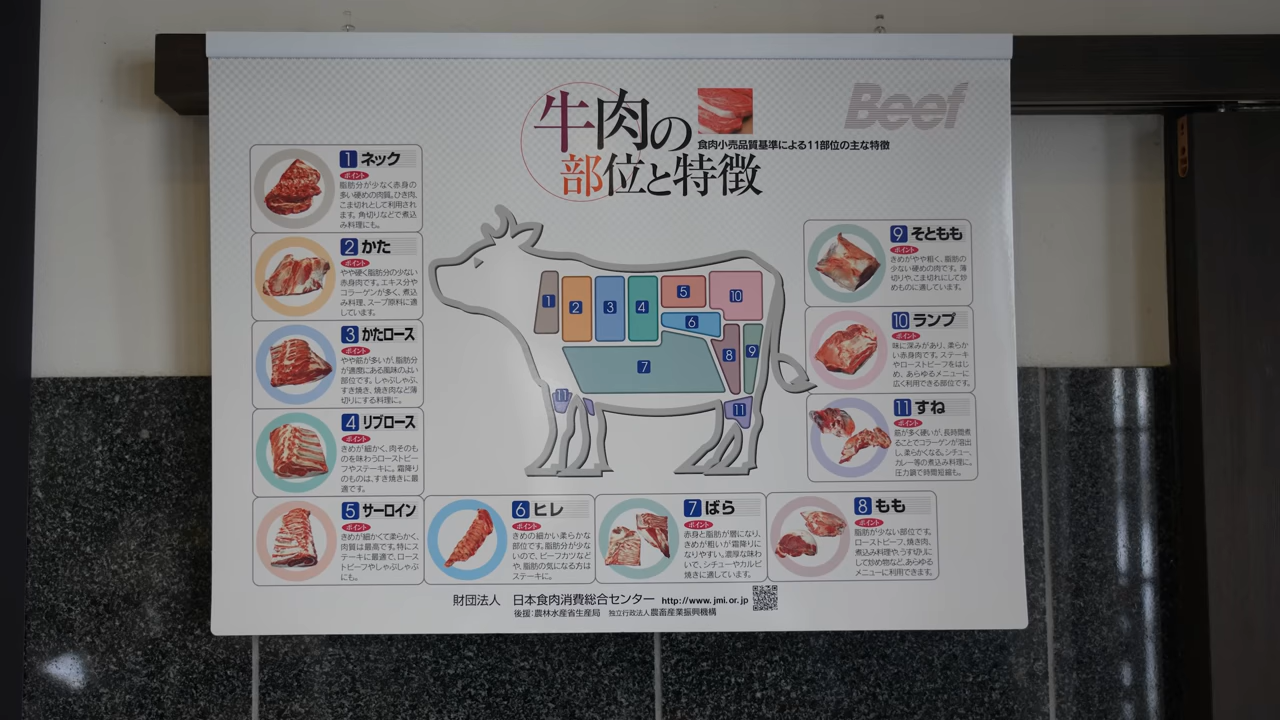 牛肉の
部位と特徴
食肉小売品質基準による11部位の主な特徴
Beef
1 ネック
ポイント
脂肪分が少なく赤身の
多い硬めの肉質。ひき肉、
こま切れとして利用され
ます。角切りなどで煮込
み料理にも。
2 かた
ポイント
やや硬く脂肪分の少ない
赤身肉です。エキス分や
コラーゲンが多く、煮込
み料理、スープ原料に適
しています。
3 かたロース
ポイント
やや筋が多いが、脂肪分
が適度にある風味のよい
部位です。しゃぶしゃぶ、
すき焼き、焼き肉など薄
切りにする料理に。
4 リブロース
ポイント
きめが細かく、肉そのも
のを味わうローストビー
フやステーキに。霜降り
のものは、すき焼きに最
適です。
5 サーロイン
ポイント
きめが細かくて柔らかく、
肉質は最高です。特にス
テーキに最適で、ロース
トビーフやしゃぶしゃぶ
にも。
6 ヒレ
ポイント
きめの細かい柔らかな
部位です。脂肪分が少な
いので、ビーフカツなど
や、脂肪の気になる方は
ステーキに。
7 ばら
ポイント
赤身と脂肪が層になり、
きめが粗いが霜降りに
なりやすい。濃厚な味わ
いで、シチューやカルビ
焼きに適しています。
8 もも
ポイント
脂肪が少ない部位です。
ローストビーフ、焼き肉、
煮込み料理や、うす切りに
して炒め物など、あらゆる
メニューに利用できます。
9 そともも
ポイント
きめがやや粗く、脂肪の
少ない硬めの肉です。薄
切りや、こま切れにして炒
めものに適しています。
10 ランプ
ポイント
味に深みがあり、柔らか
い赤身肉です。ステーキ
やローストビーフをはじ
め、あらゆるメニューに
広く利用できる部位です。
11 すね
ポイント
筋が多く硬いが、長時間煮
ることでコラーゲンが溶出
し、柔らかくなる。シチュー、
カレー等の煮込み料理に。
圧力鍋で時間短縮も。
1
2
3
4
5
6
7
8
9
10
11
11
財団法人 日本食肉消費総合センター http://www.jmi.or.jp
後援:農林水産省生産局 独立行政法人農畜産業振興機構